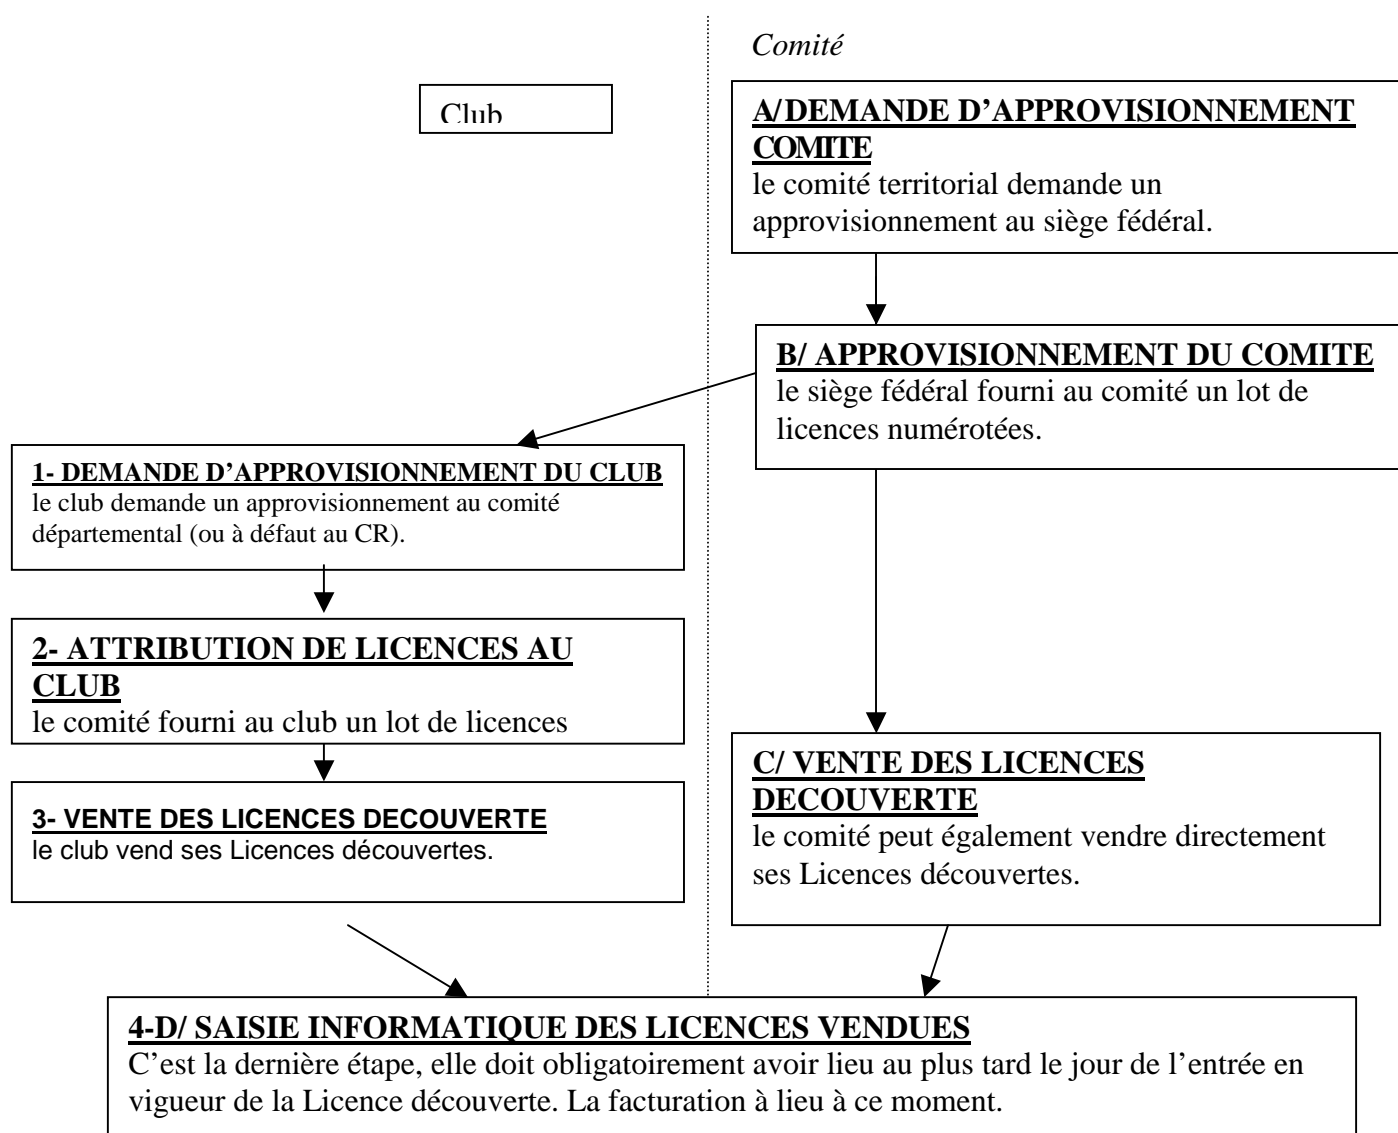 Comité
Club
A/DEMANDE D’APPROVISIONNEMENT
COMITE
le comité territorial demande un
approvisionnement au siège fédéral.
B/ APPROVISIONNEMENT DU COMITE
le siège fédéral fourni au comité un lot de
licences numérotées.
1- DEMANDE D’APPROVISIONNEMENT DU CLUB
le club demande un approvisionnement au comité
départemental (ou à défaut au CR).
2- ATTRIBUTION DE LICENCES AU
CLUB
le comité fourni au club un lot de licences
3- VENTE DES LICENCES DECOUVERTE
le club vend ses Licences découvertes.
C/ VENTE DES LICENCES
DECOUVERTE
le comité peut également vendre directement
ses Licences découvertes.
4-D/ SAISIE INFORMATIQUE DES LICENCES VENDUES
C’est la dernière étape, elle doit obligatoirement avoir lieu au plus tard le jour de l’entrée en
vigueur de la Licence découverte. La facturation à lieu à ce moment.